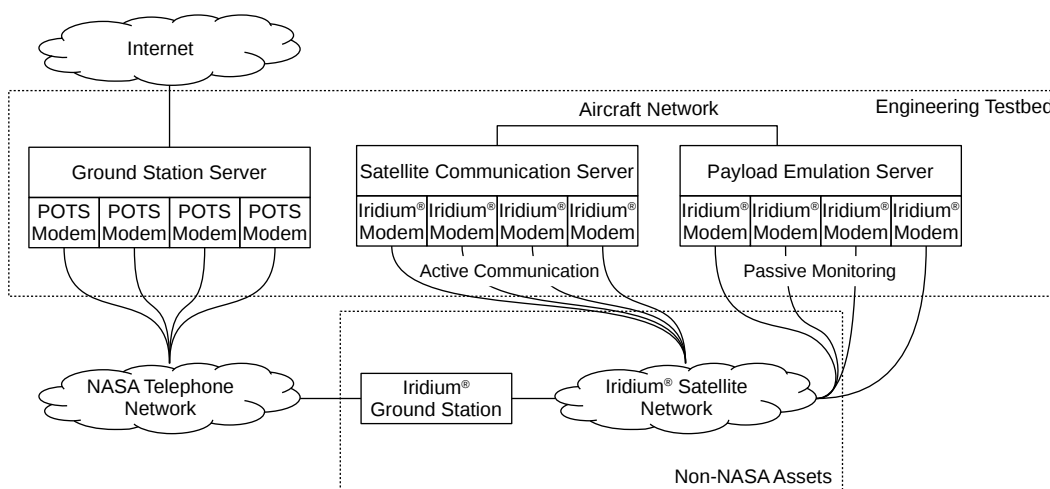 Internet
Aircraft Network
Engineering Testbed
Ground Station Server
Satellite Communication Server
Payload Emulation Server
POTS Modem
POTS Modem
POTS Modem
POTS Modem
Iridium® Modem
Iridium® Modem
Iridium® Modem
Iridium® Modem
Iridium® Modem
Iridium® Modem
Iridium® Modem
Iridium® Modem
Active Communication
Passive Monitoring
NASA Telephone
Network
Iridium®
Ground Station
Iridium® Satellite
Network
Non-NASA Assets